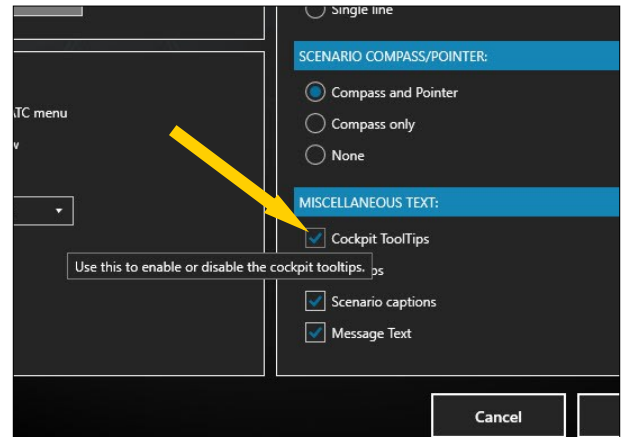 Single line
SCENARIO COMPASS/POINTER:
Compass and Pointer
ATC menu
Compass only
w
None
MISCELLANEOUS TEXT:
Cockpit ToolTips
Use this to enable or disable the cockpit tooltips.
ps
Scenario captions
Message Text
Cancel